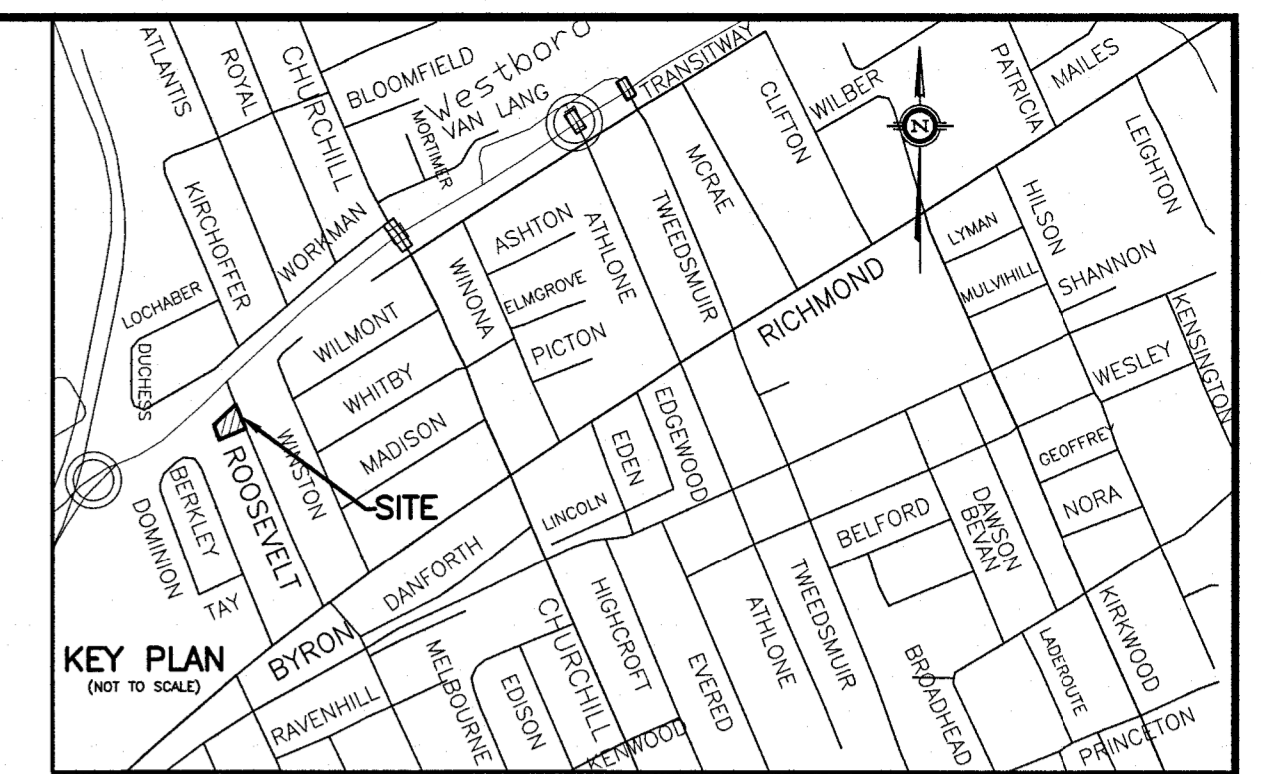 ATLANTIS
ROYAL
CHURCHILL
BLOOMFIELD
Westboro
VAN LANG
MORTIMER
TRANSITWAY
CLIFTON
WILBER
PATRICIA
MAILES
LEIGHTON
N
KIRCHOFFER
WORKMAN
LOCHABER
DUCHESS
WINONA
ASHTON
ATHLONE
TWEEDSMUIR
MCRAE
ELMGROVE
PICTON
RICHMOND
LYMAN
HILSON
MULVIHILL
SHANNON
KENSINGTON
WESLEY
WILMONT
WHITBY
MADISON
WINSTON
ROOSEVELT
SITE
BERKLEY
DOMINION
TAY
EDEN
EDGEWOOD
LINCOLN
BELFORD
DAWSON
BEVAN
GEOFFREY
NORA
KEY PLAN
(NOT TO SCALE)
BYRON
DANFORTH
RAVENHILL
MELBOURNE
EDISON
CHURCHILL
HIGHCROFT
KENWOOD
EVERED
ATHLONE
TWEEDSMUIR
BROADHEAD
LADEROUTE
KIRKWOOD
PRINCETON